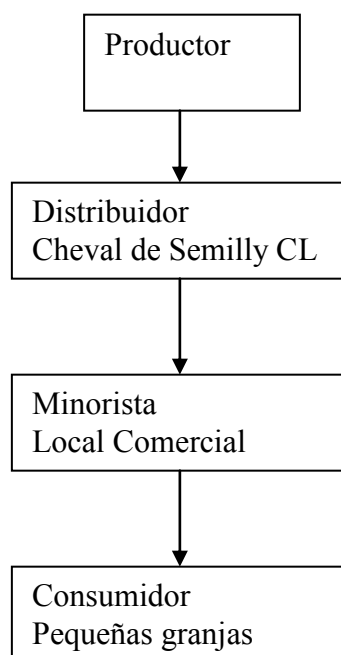 Productor
Distribuidor
Cheval de Semilly CL
Minorista
Local Comercial
Consumidor
Pequeñas granjas